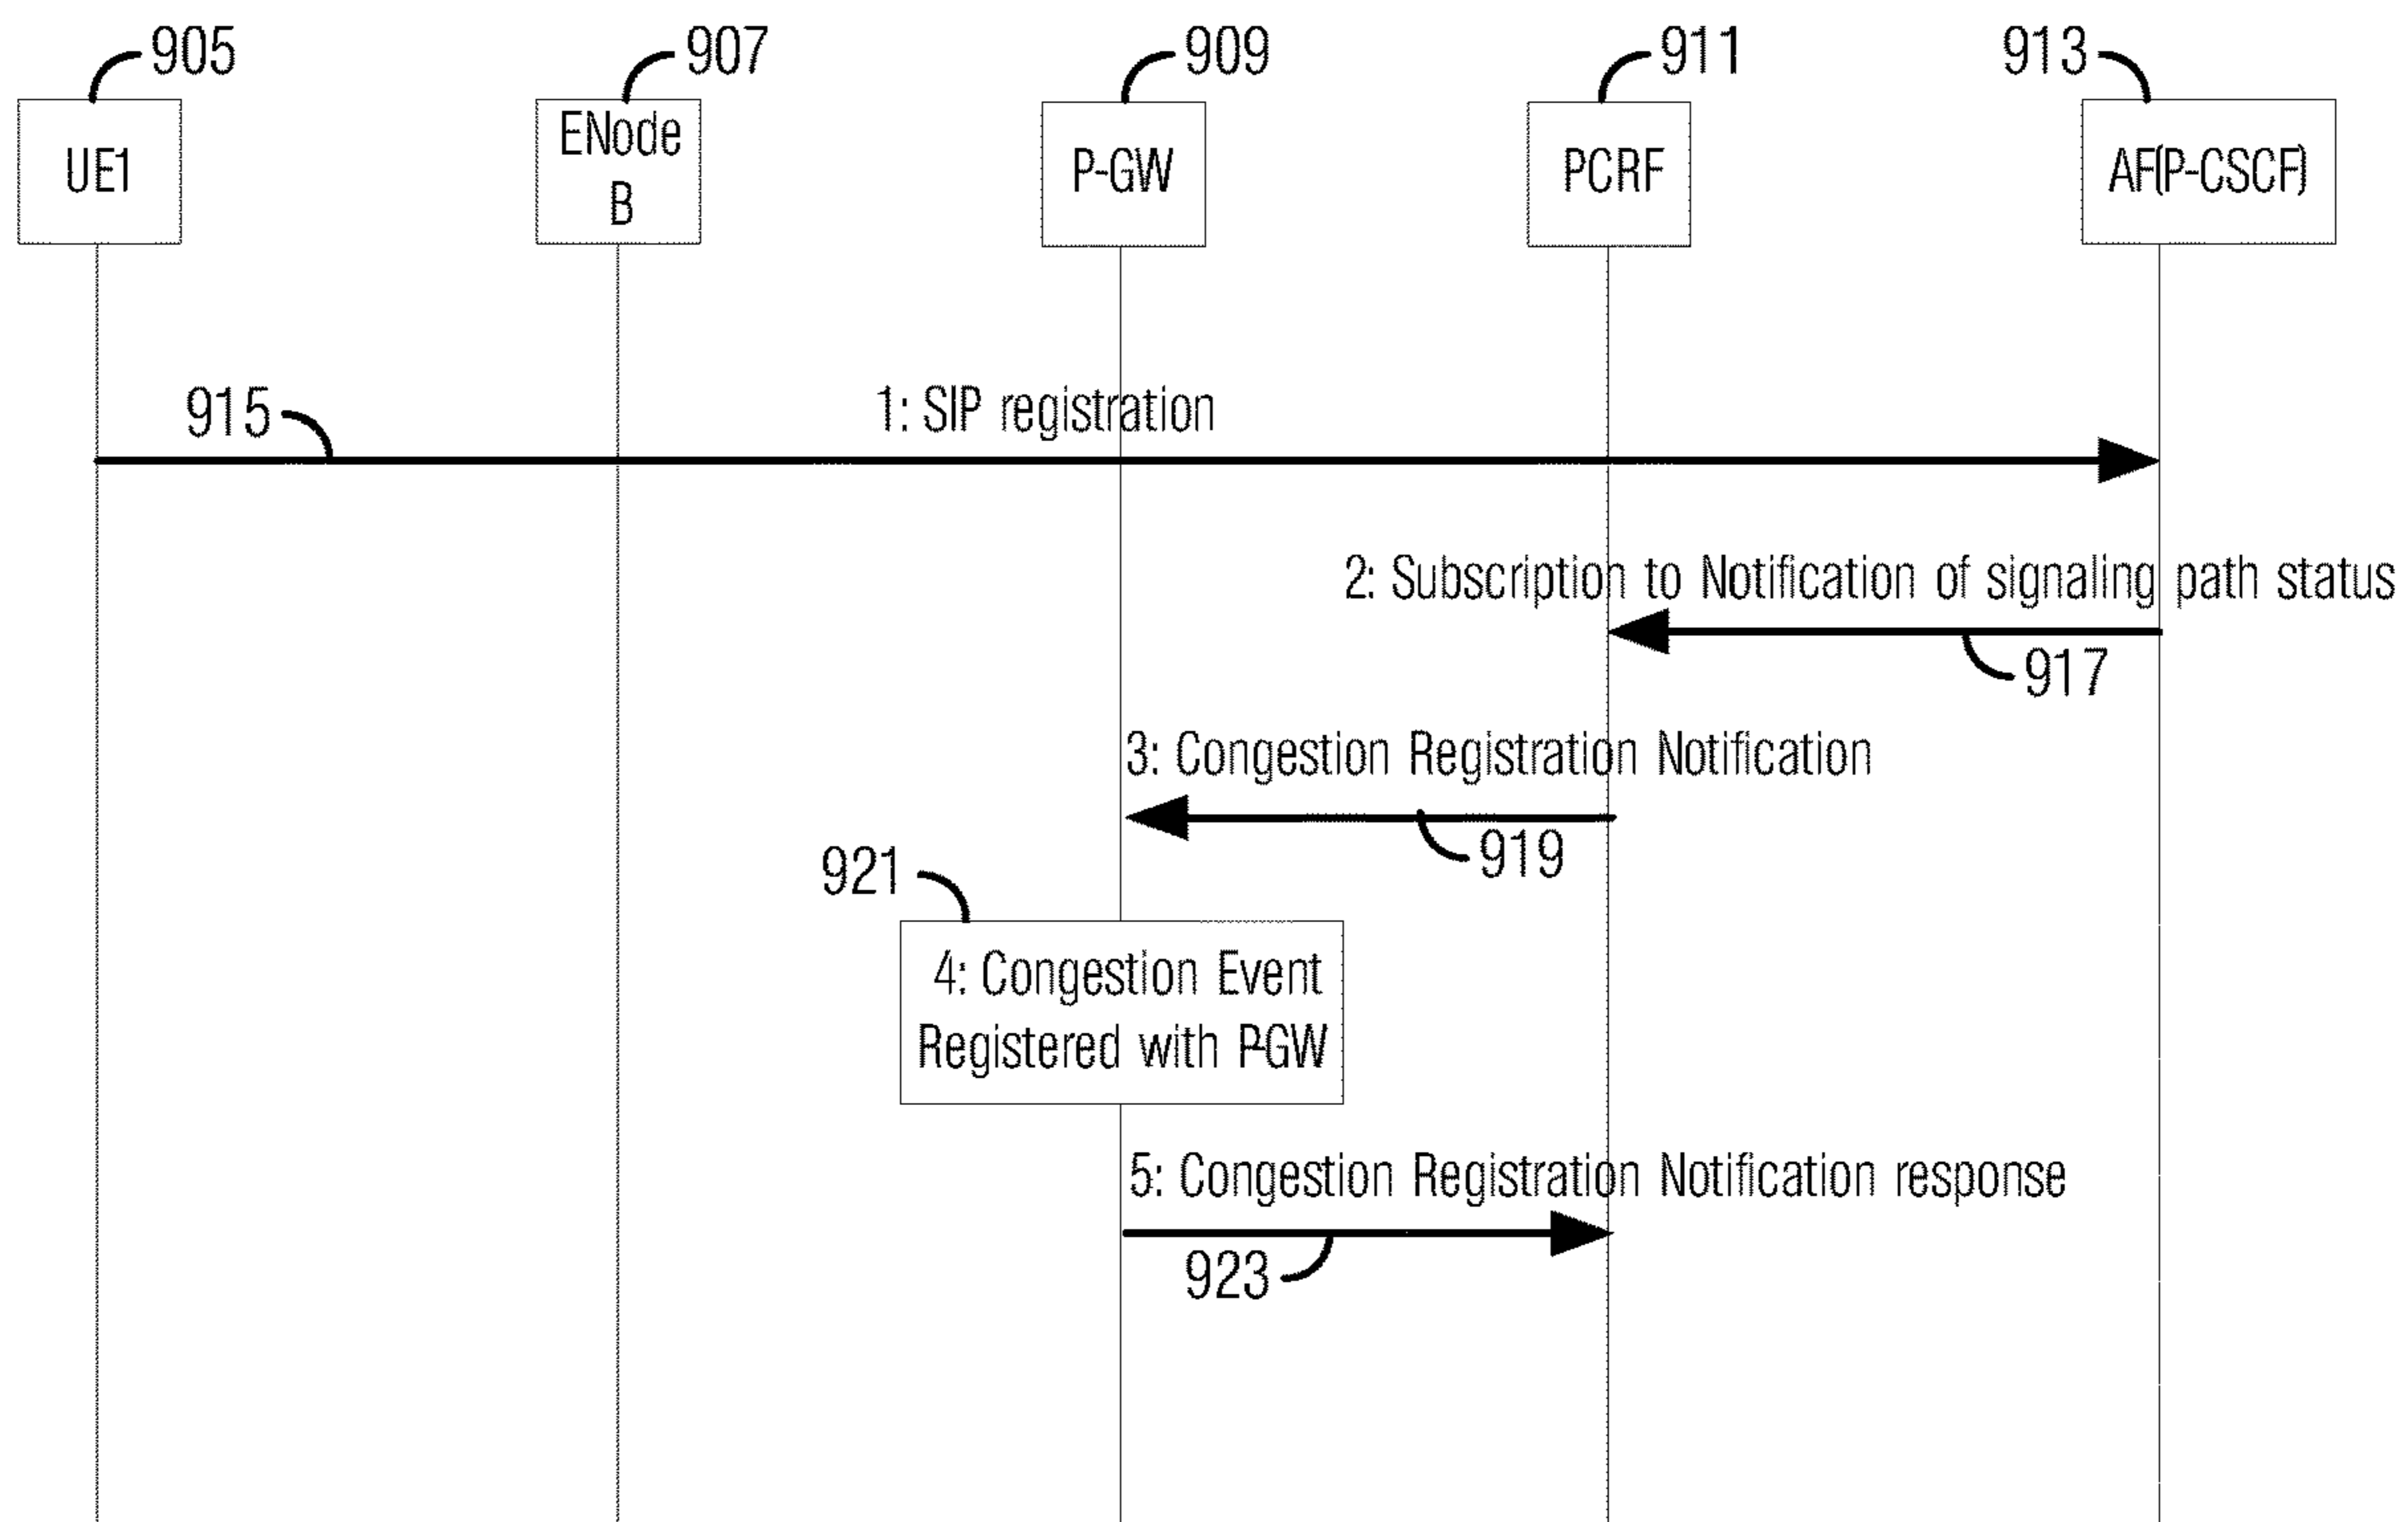 905
907
909
911
913
UE1
ENode
B
P-GW
PCRF
AF(P-CSCF)
915
1: SIP registration
2: Subscription to Notification of signaling path status
917
3: Congestion Registration Notification
919
921
4: Congestion Event
Registered with PGW
5: Congestion Registration Notification response
923